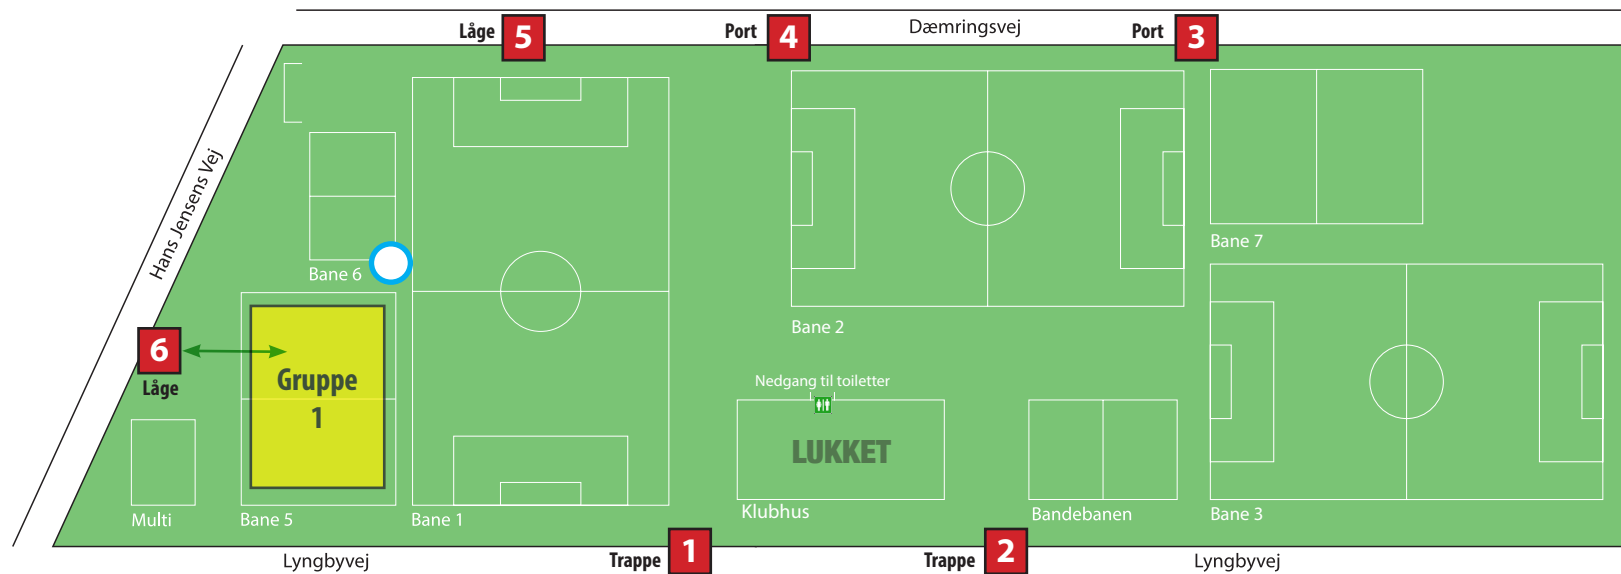 Låge 5
Port 4
Dæmringsvej
Port 3
Hans Jensens Vej
Bane 6
Bane 7
Bane 2
6
Låge
Gruppe
1
Nedgang til toiletter
LUKKET
Klubhus
Multi
Bane 5
Bane 1
Bandebanen
Bane 3
Lyngbyvej
Trappe 1
Trappe 2
Lyngbyvej